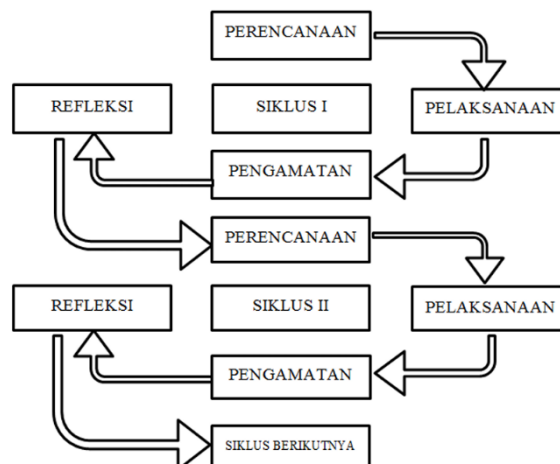 PERENCANAAN
REFLEKSI
SIKLUS I
PELAKSANAAN
PENGAMATAN
PERENCANAAN
REFLEKSI
SIKLUS II
PELAKSANAAN
PENGAMATAN
SIKLUS BERIKUTNYA